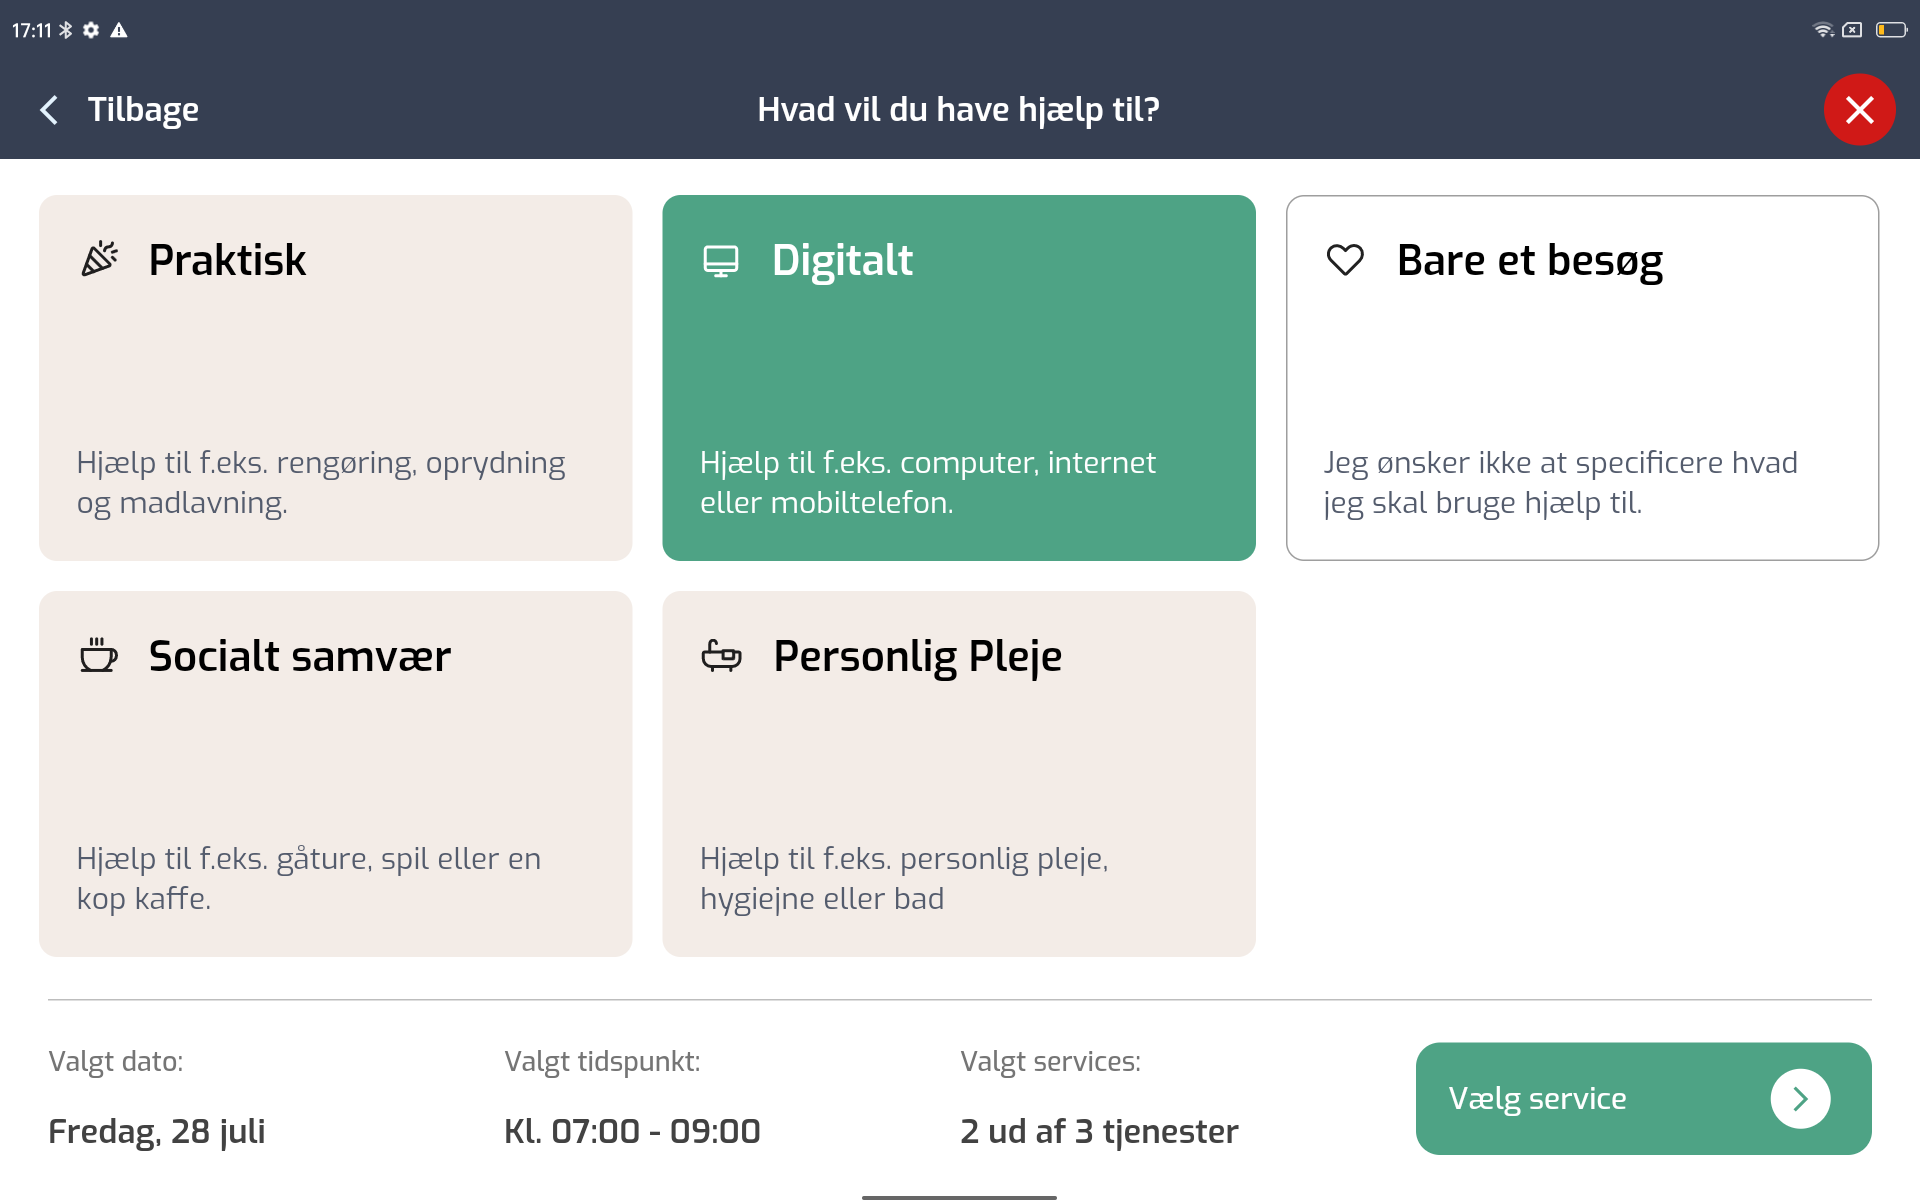 17:11
Tilbage
Hvad vil du have hjælp til?
Praktisk
Hjælp til f.eks. rengøring, oprydning
og madlavning.
Digitalt
Hjælp til f.eks. computer, internet
eller mobiltelefon.
Bare et besøg
Jeg ønsker ikke at specificere hvad
jeg skal bruge hjælp til.
Socialt samvær
Hjælp til f.eks. gåture, spil eller en
kop kaffe.
Personlig Pleje
Hjælp til f.eks. personlig pleje,
hygiejne eller bad
Valgt dato:
Fredag, 28 juli
Valgt tidspunkt:
Kl. 07:00 - 09:00
Valgt services:
2 ud af 3 tjenester
Vælg service